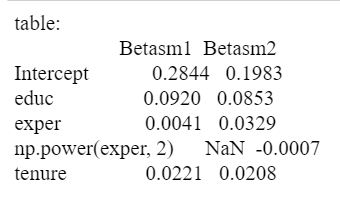 table:
Betasm1 Betasm2
Intercept 0.2844 0.1983
educ 0.0920 0.0853
exper 0.0041 0.0329
np.power(exper, 2) NaN -0.0007
tenure 0.0221 0.0208